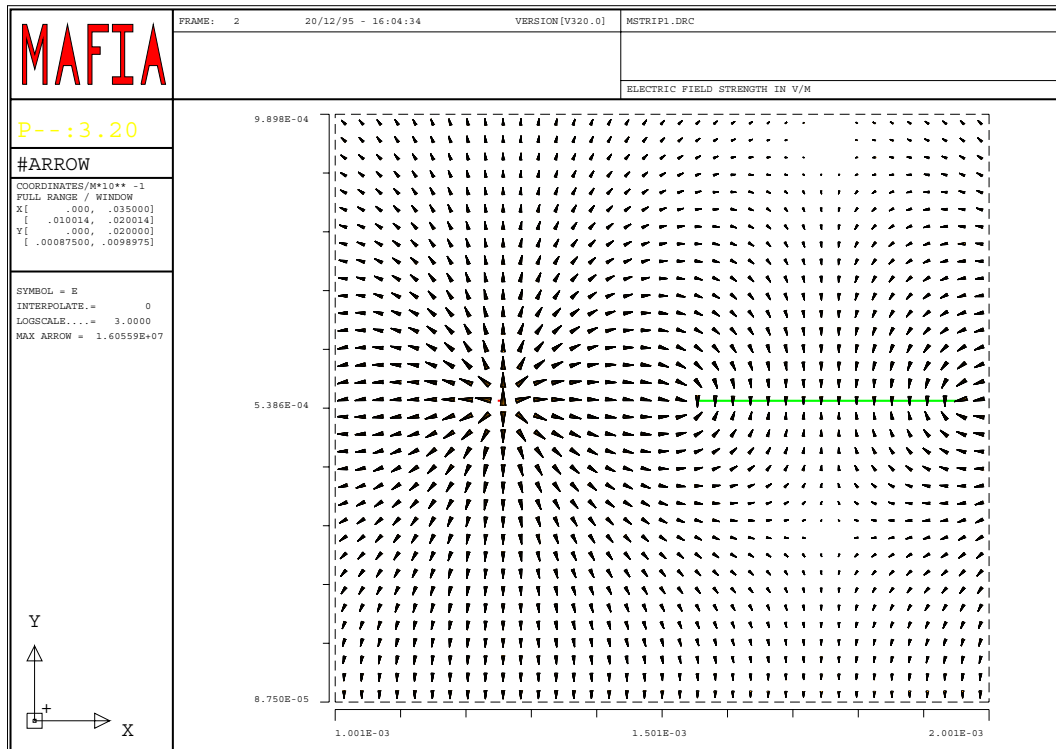 MAFIA
FRAME: 2 20/12/95 - 16:04:34 VERSION[V320.0] MSTRIP1.DRC
ELECTRIC FIELD STRENGTH IN V/M
P--:3.20
#ARROW
COORDINATES/M*10** -1
FULL RANGE / WINDOW
X[ .000, .035000]
[ .010014, .020014]
Y[ .000, .020000]
[ .00087500, .0098975]
SYMBOL = E
INTERPOLATE.= 0
LOGSCALE....= 3.0000
MAX ARROW = 1.60559E+07
9.898E-04
5.386E-04
8.750E-05
1.001E-03 1.501E-03 2.001E-03
Y
+
X